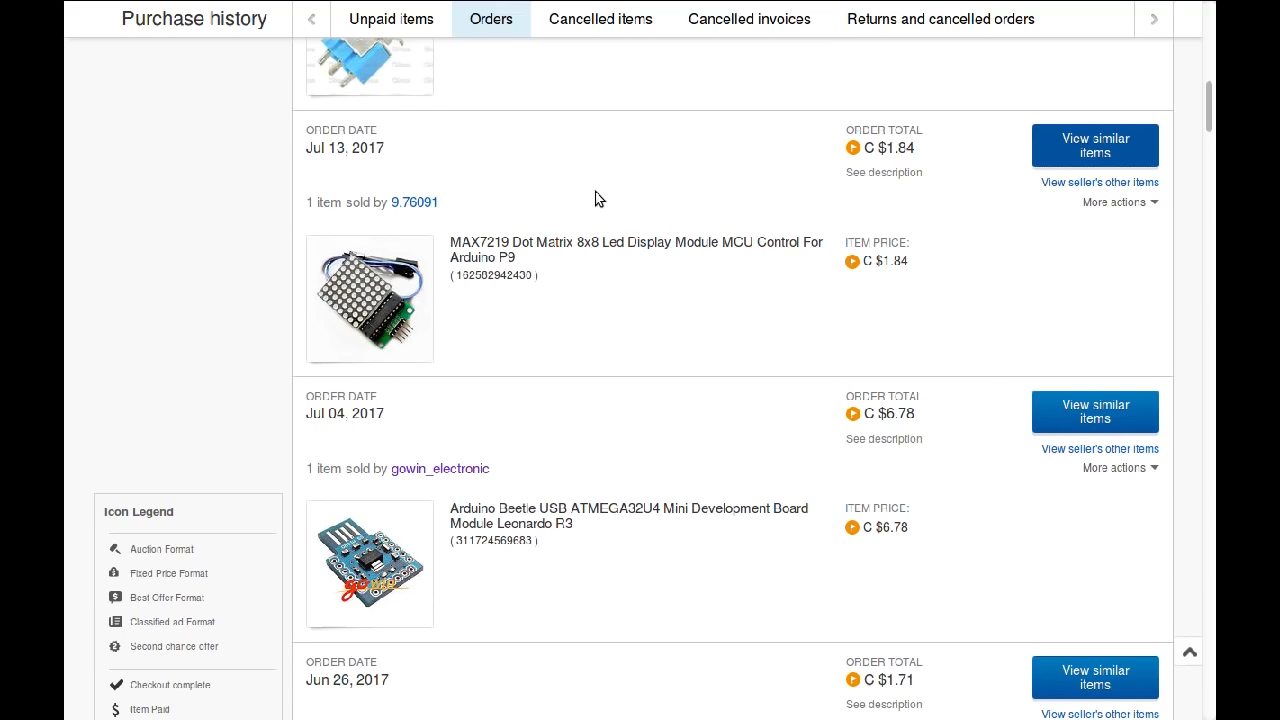 Purchase history
Unpaid items
Orders
Cancelled items
Cancelled invoices
Returns and cancelled orders
ORDER DATE
Jul 13, 2017
ORDER TOTAL
C $1.84
See description
View similar
items
View seller's other items
More actions
1 item sold by 9.76091
MAX7219 Dot Matrix 8x8 Led Display Module MCU Control For
Arduino P9
( 162582942430 )
ITEM PRICE:
C $1.84
ORDER DATE
Jul 04, 2017
ORDER TOTAL
C $6.78
See description
View similar
items
View seller's other items
More actions
1 item sold by gowin_electronic
Arduino Beetle USB ATMEGA32U4 Mini Development Board
Module Leonardo R3
( 311724569683 )
ITEM PRICE:
C $6.78
ORDER DATE
Jun 26, 2017
ORDER TOTAL
C $1.71
See description
View similar
items
View seller's other items
Icon Legend
Auction Format
Fixed Price Format
Best Offer Format
Classified ad Format
Second chance offer
Checkout complete
Item Paid